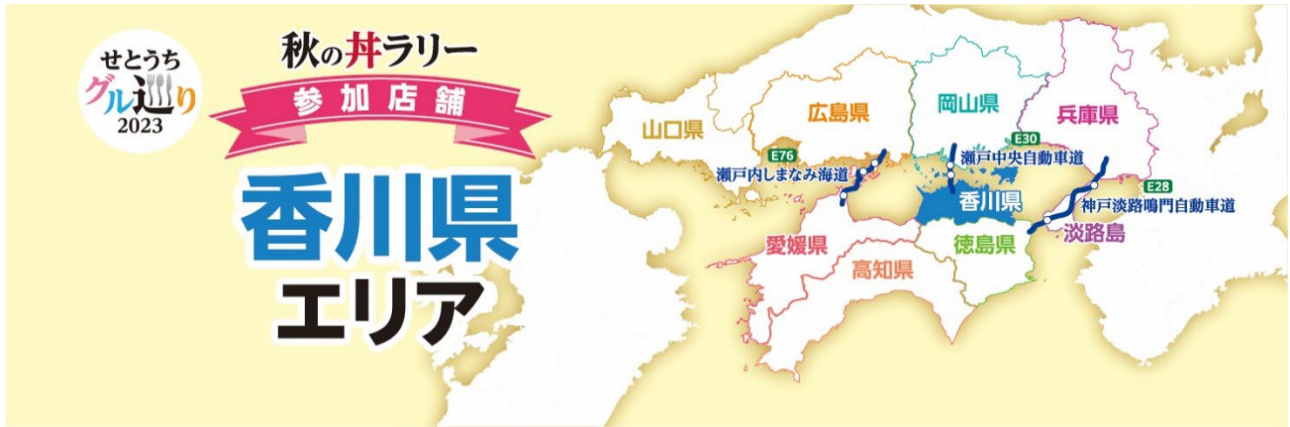 せとうち
グル巡り
2023
秋の丼ラリー
参加店舗
香川県
エリア
山口県
広島県
岡山県
兵庫県
E76
瀬戸内しまなみ海道
E30
瀬戸中央自動車道
香川県
E28
神戸淡路鳴門自動車道
淡路島
愛媛県
徳島県
高知県